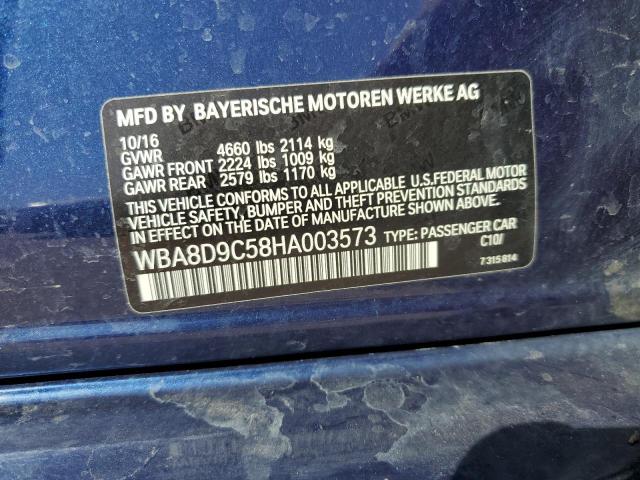 MFD BY BAYERISCHE MOTOREN WERKE AG
10/16
GVWR 4660 lbs 2114 kg
GAWR FRONT 2224 lbs 1009 kg
GAWR REAR 2579 lbs 1170 kg
THIS VEHICLE CONFORMS TO ALL APPLICABLE U.S.FEDERAL MOTOR
VEHICLE SAFETY, BUMPER AND THEFT PREVENTION STANDARDS
IN EFFECT ON THE DATE OF MANUFACTURE SHOWN ABOVE.
WBA8D9C58HA003573 TYPE: PASSENGER CAR
C10/
7315814